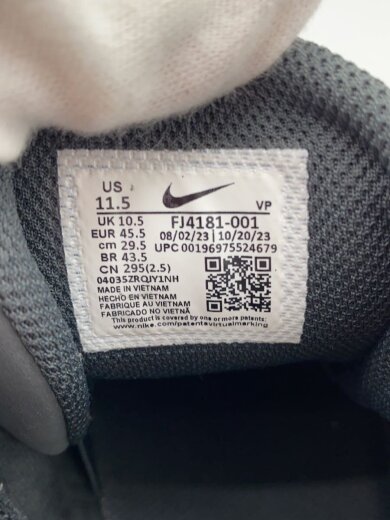 US
11.5 VP
UK 10.5 FJ4181-001
EUR 45.5 08/02/23 | 10/20/23
cm 29.5 UPC 00196975524679
BR 43.5
CN 295(2.5)
04035ZRQJY1NH
MADE IN VIETNAM
HECHO EN VIETNAM
FABRIQUE AU VIETNAM
FABRICADO NO VIETNÃ
This product is covered by one or more patents:
www.nike.com/patents/virtualmarking